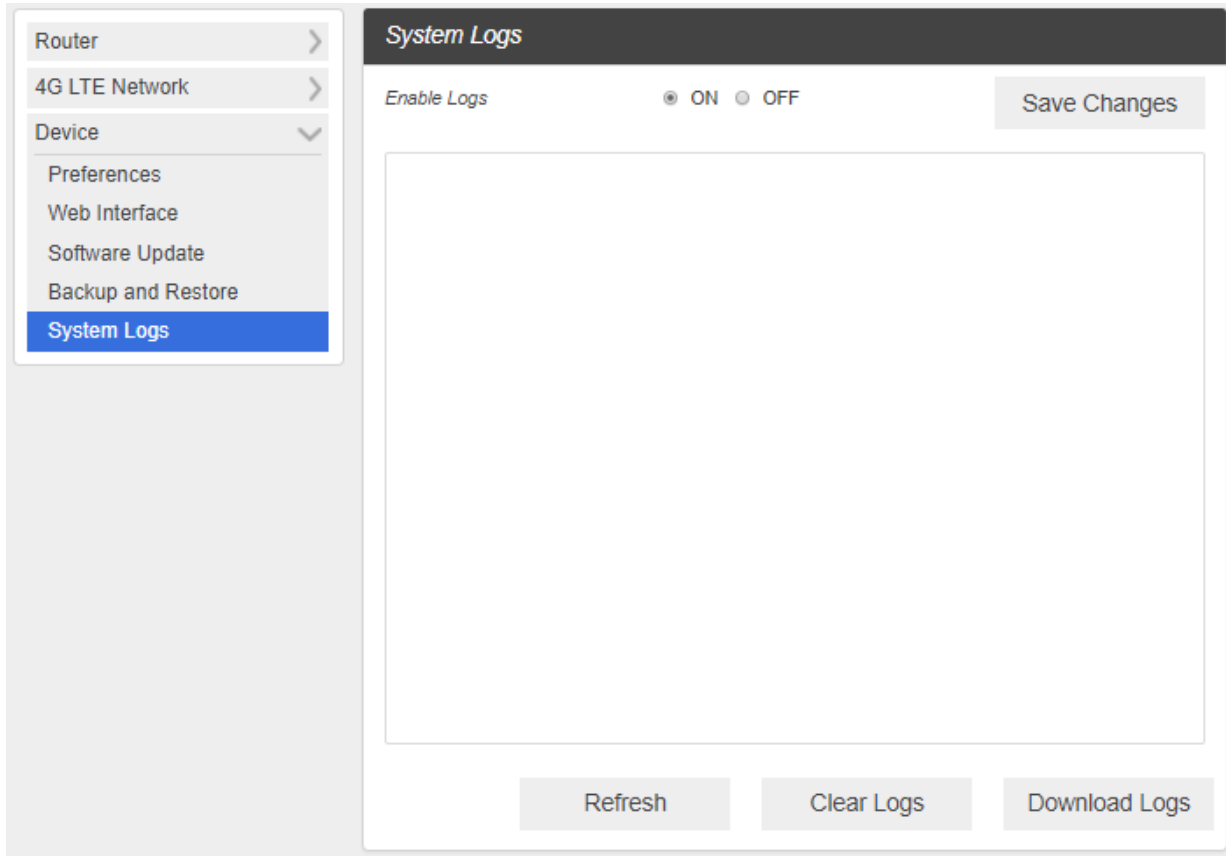 Router
4G LTE Network
Device
Preferences
Web Interface
Software Update
Backup and Restore
System Logs
System Logs
Enable Logs ON OFF Save Changes
Refresh Clear Logs Download Logs